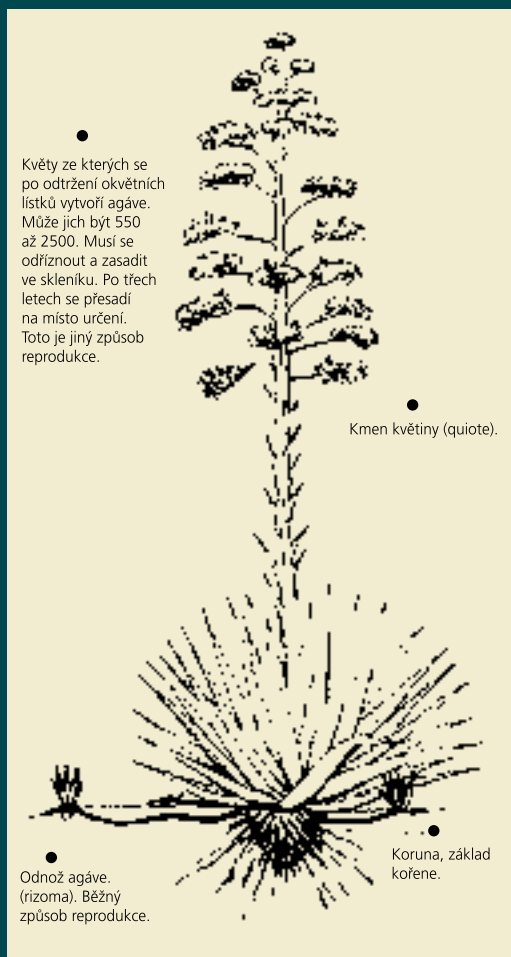 Květy ze kterých se
po odtržení okvětních
lístků vytvoří agáve.
Může jich být 550
až 2500. Musí se
odříznout a zasadit
ve skleníku. Po třech
letech se přesadí
na místo určení.
Toto je jiný způsob
reprodukce.
Kmen květiny (quiote).
Koruna, základ
kořene.
Odnož agáve.
(rizoma). Běžný
způsob reprodukce.